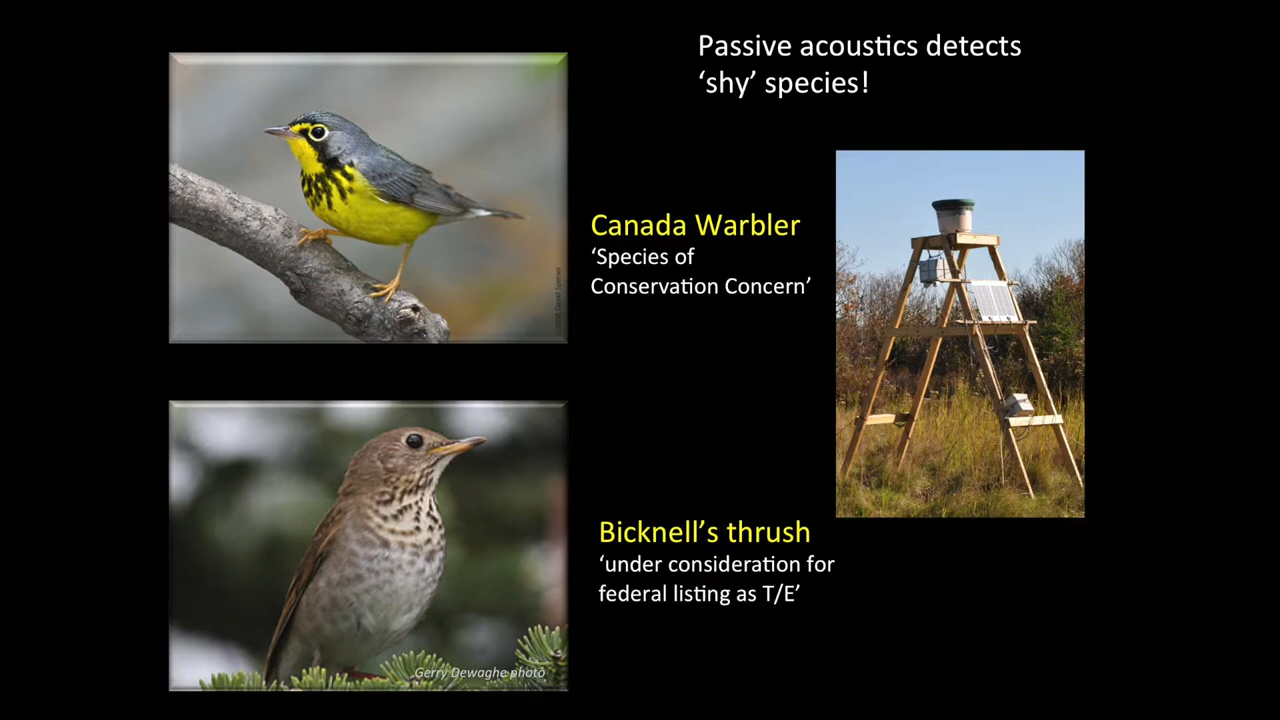 Passive acoustics detects
‘shy’ species!
Canada Warbler
‘Species of
Conservation Concern’
Bicknell’s thrush
‘under consideration for
federal listing as T/E’
Gerry Dewaghe photo